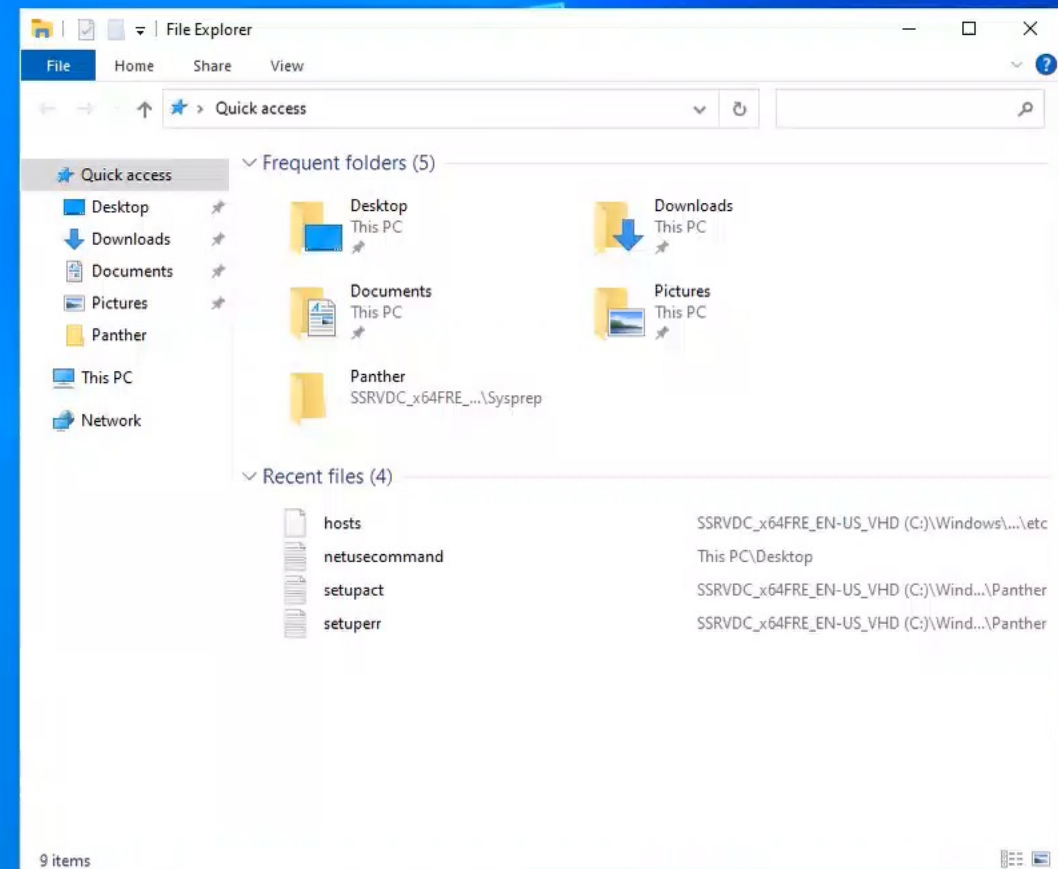 File Explorer
File Home Share View
Quick access
Quick access
Desktop
Downloads
Documents
Pictures
Panther
This PC
Network
Frequent folders (5)
Desktop
This PC
Downloads
This PC
Documents
This PC
Pictures
This PC
Panther
SSRVDC_x64FRE_...\Sysprep
Recent files (4)
hosts SSRVDC_x64FRE_EN-US_VHD (C:)\Windows\...\etc
netusecommand This PC\Desktop
setupact SSRVDC_x64FRE_EN-US_VHD (C:)\Wind...\Panther
setuperr SSRVDC_x64FRE_EN-US_VHD (C:)\Wind...\Panther
9 items